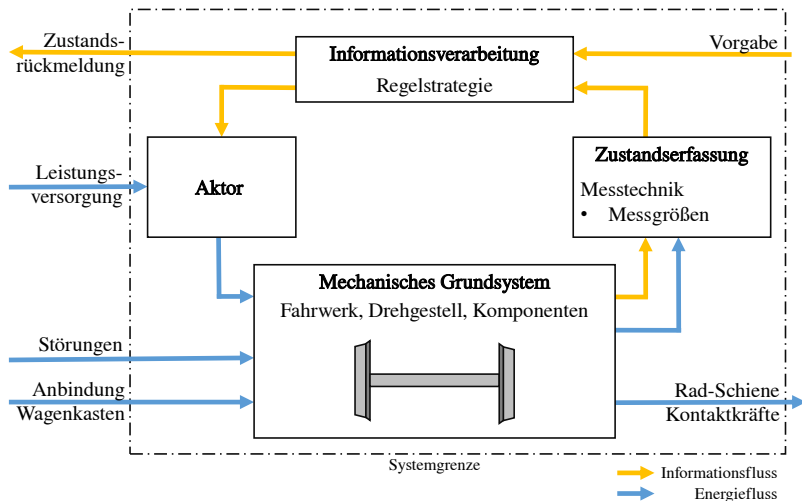 Zustands-
rückmeldung
Informationsverarbeitung
Regelstrategie
Vorgabe
Leistungs-
versorgung
Aktor
Zustandserfassung
Messtechnik
• Messgrößen
Mechanisches Grundsystem
Fahrwerk, Drehgestell, Komponenten
Störungen
Anbindung
Wagenkasten
Rad-Schiene
Kontaktkräfte
Systemgrenze
Informationsfluss
Energiefluss